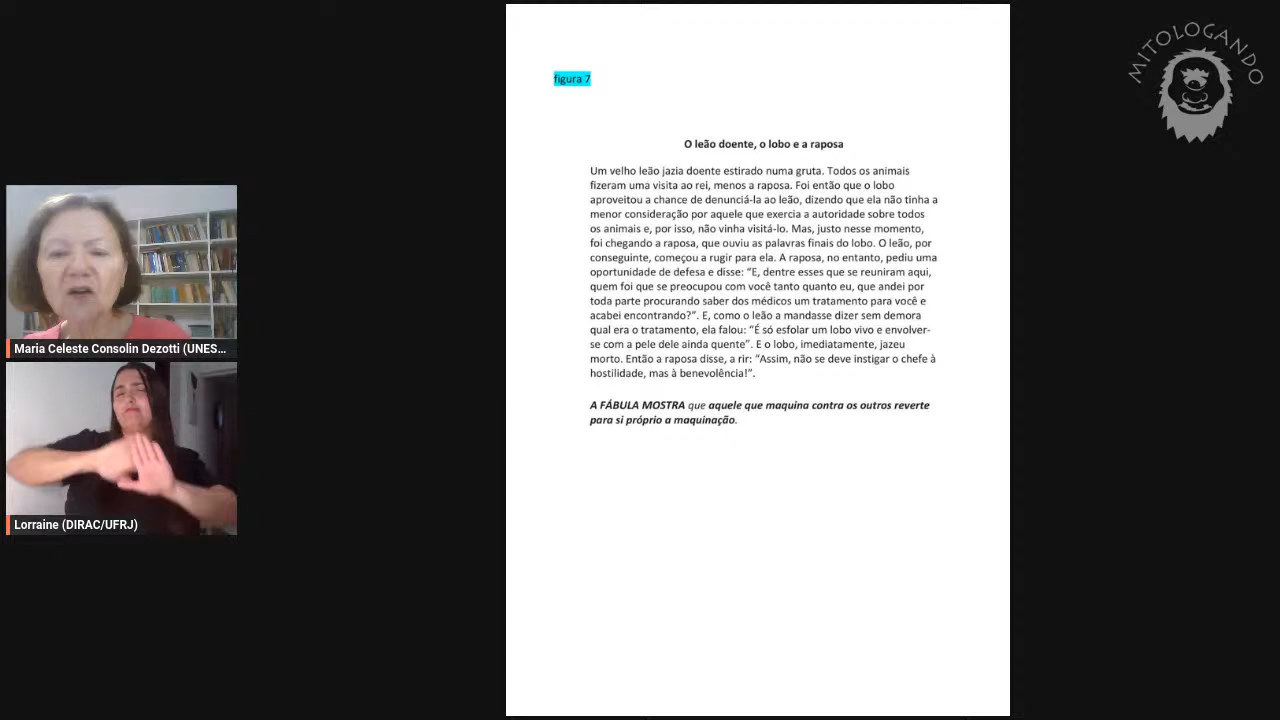 MITOLOGANDO
figura 7
O leão doente, o lobo e a raposa
Um velho leão jazia doente estirado numa gruta. Todos os animais
fizeram uma visita ao rei, menos a raposa. Foi então que o lobo
aproveitou a chance de denunciá-la ao leão, dizendo que ela não tinha a
menor consideração por aquele que exercia a autoridade sobre todos
os animais e, por isso, não vinha visitá-lo. Mas, justo nesse momento,
foi chegando a raposa, que ouviu as palavras finais do lobo. O leão, por
conseguinte, começou a rugir para ela. A raposa, no entanto, pediu uma
oportunidade de defesa e disse: “E, dentre esses que se reuniram aqui,
quem foi que se preocupou com você tanto quanto eu, que andei por
toda parte procurando saber dos médicos um tratamento para você e
acabei encontrando?”. E, como o leão a mandasse dizer sem demora
qual era o tratamento, ela falou: “É só esfolar um lobo vivo e envolver-
se com a pele dele ainda quente”. E o lobo, imediatamente, jazeu
morto. Então a raposa disse, a rir: “Assim, não se deve instigar o chefe à
hostilidade, mas à benevolência!”.
A FÁBULA MOSTRA que aquele que maquina contra os outros reverte
para si próprio a maquinação.
Maria Celeste Consolin Dezotti (UNES...
Lorraine (DIRAC/UFRJ)